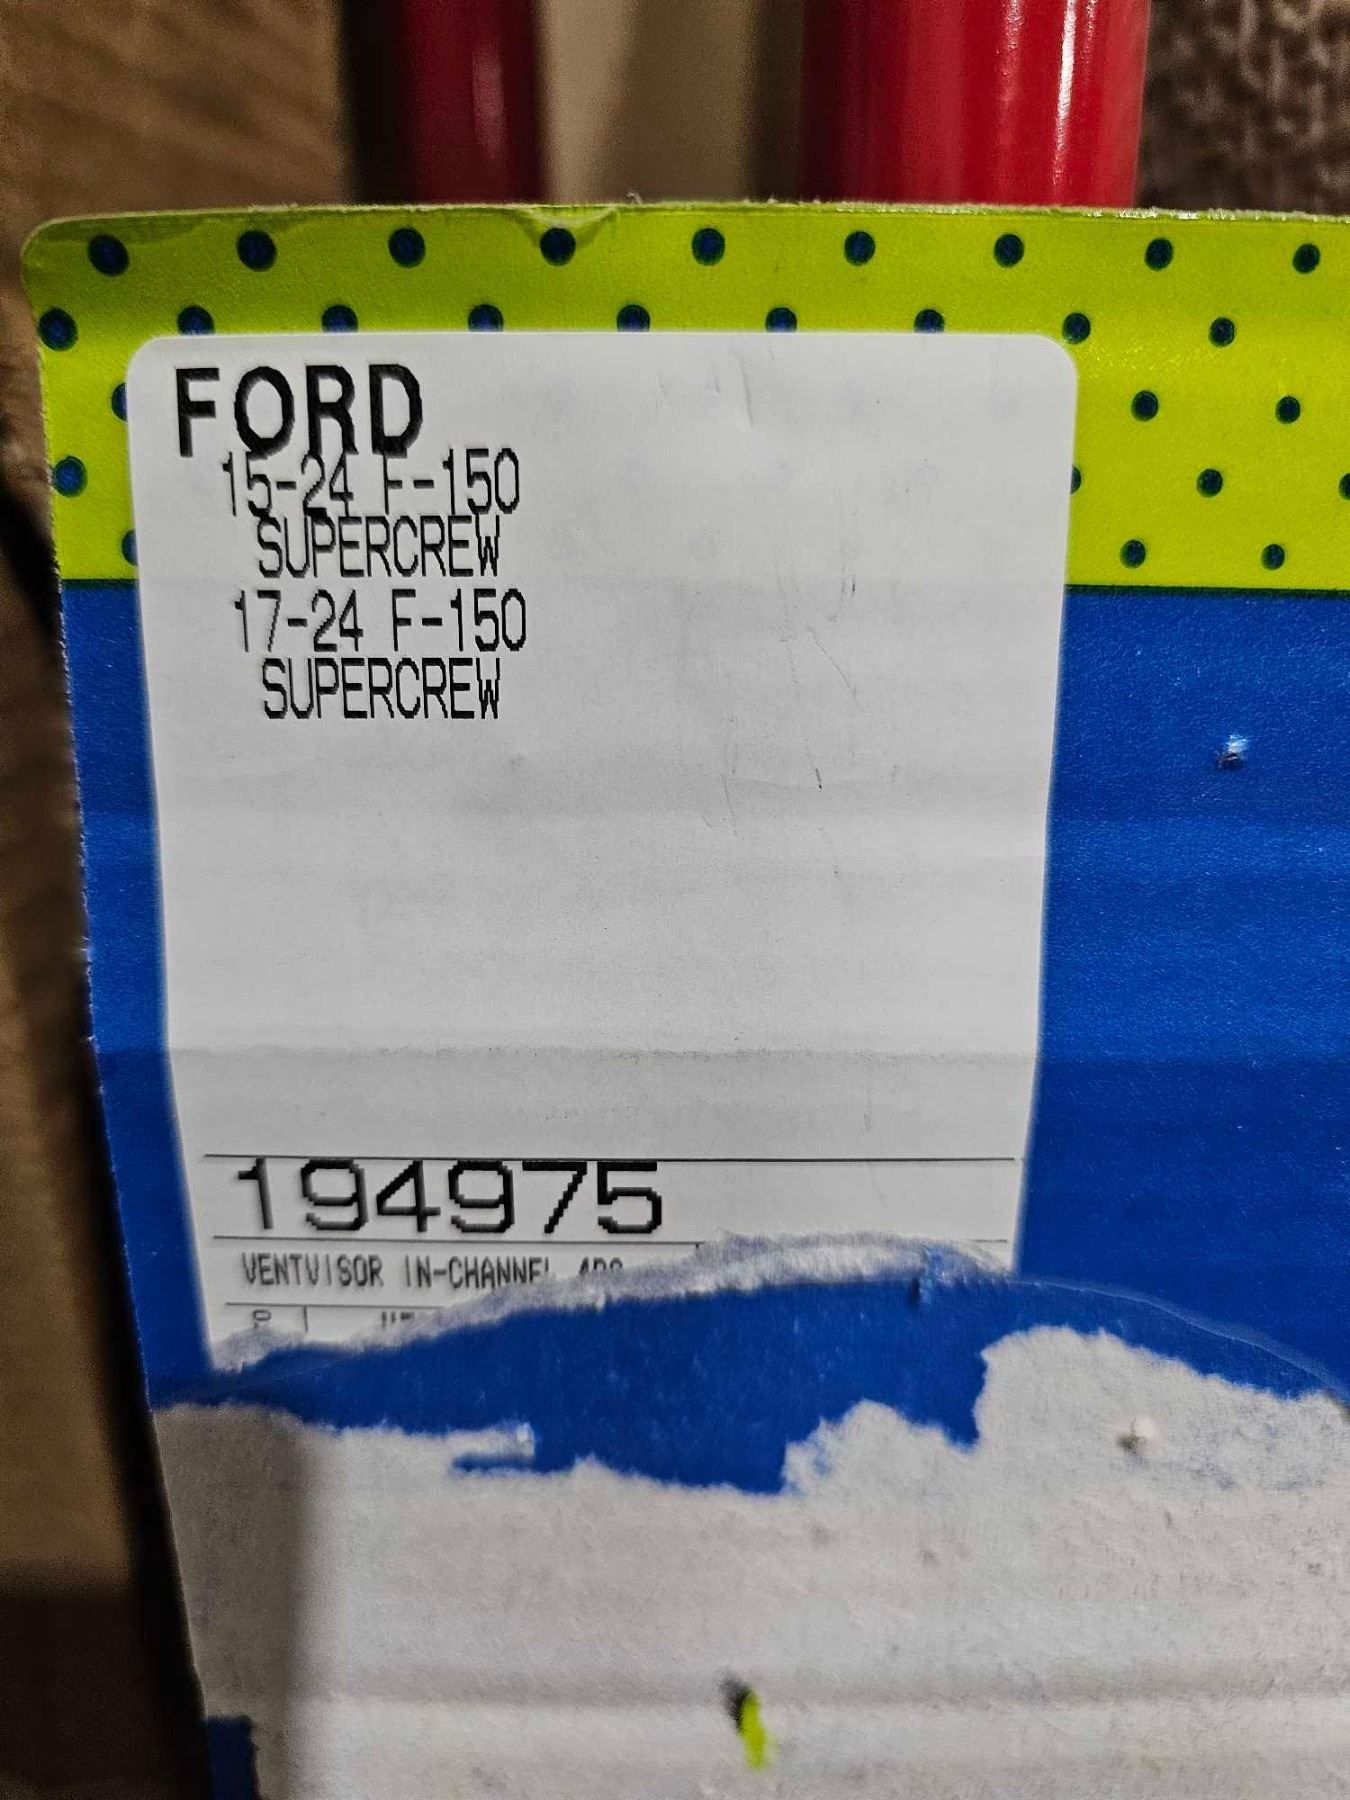 FORD
15-24 F-150
SUPERCREW
17-24 F-150
SUPERCREW
194975
VENTVISOR IN-CHANNEL